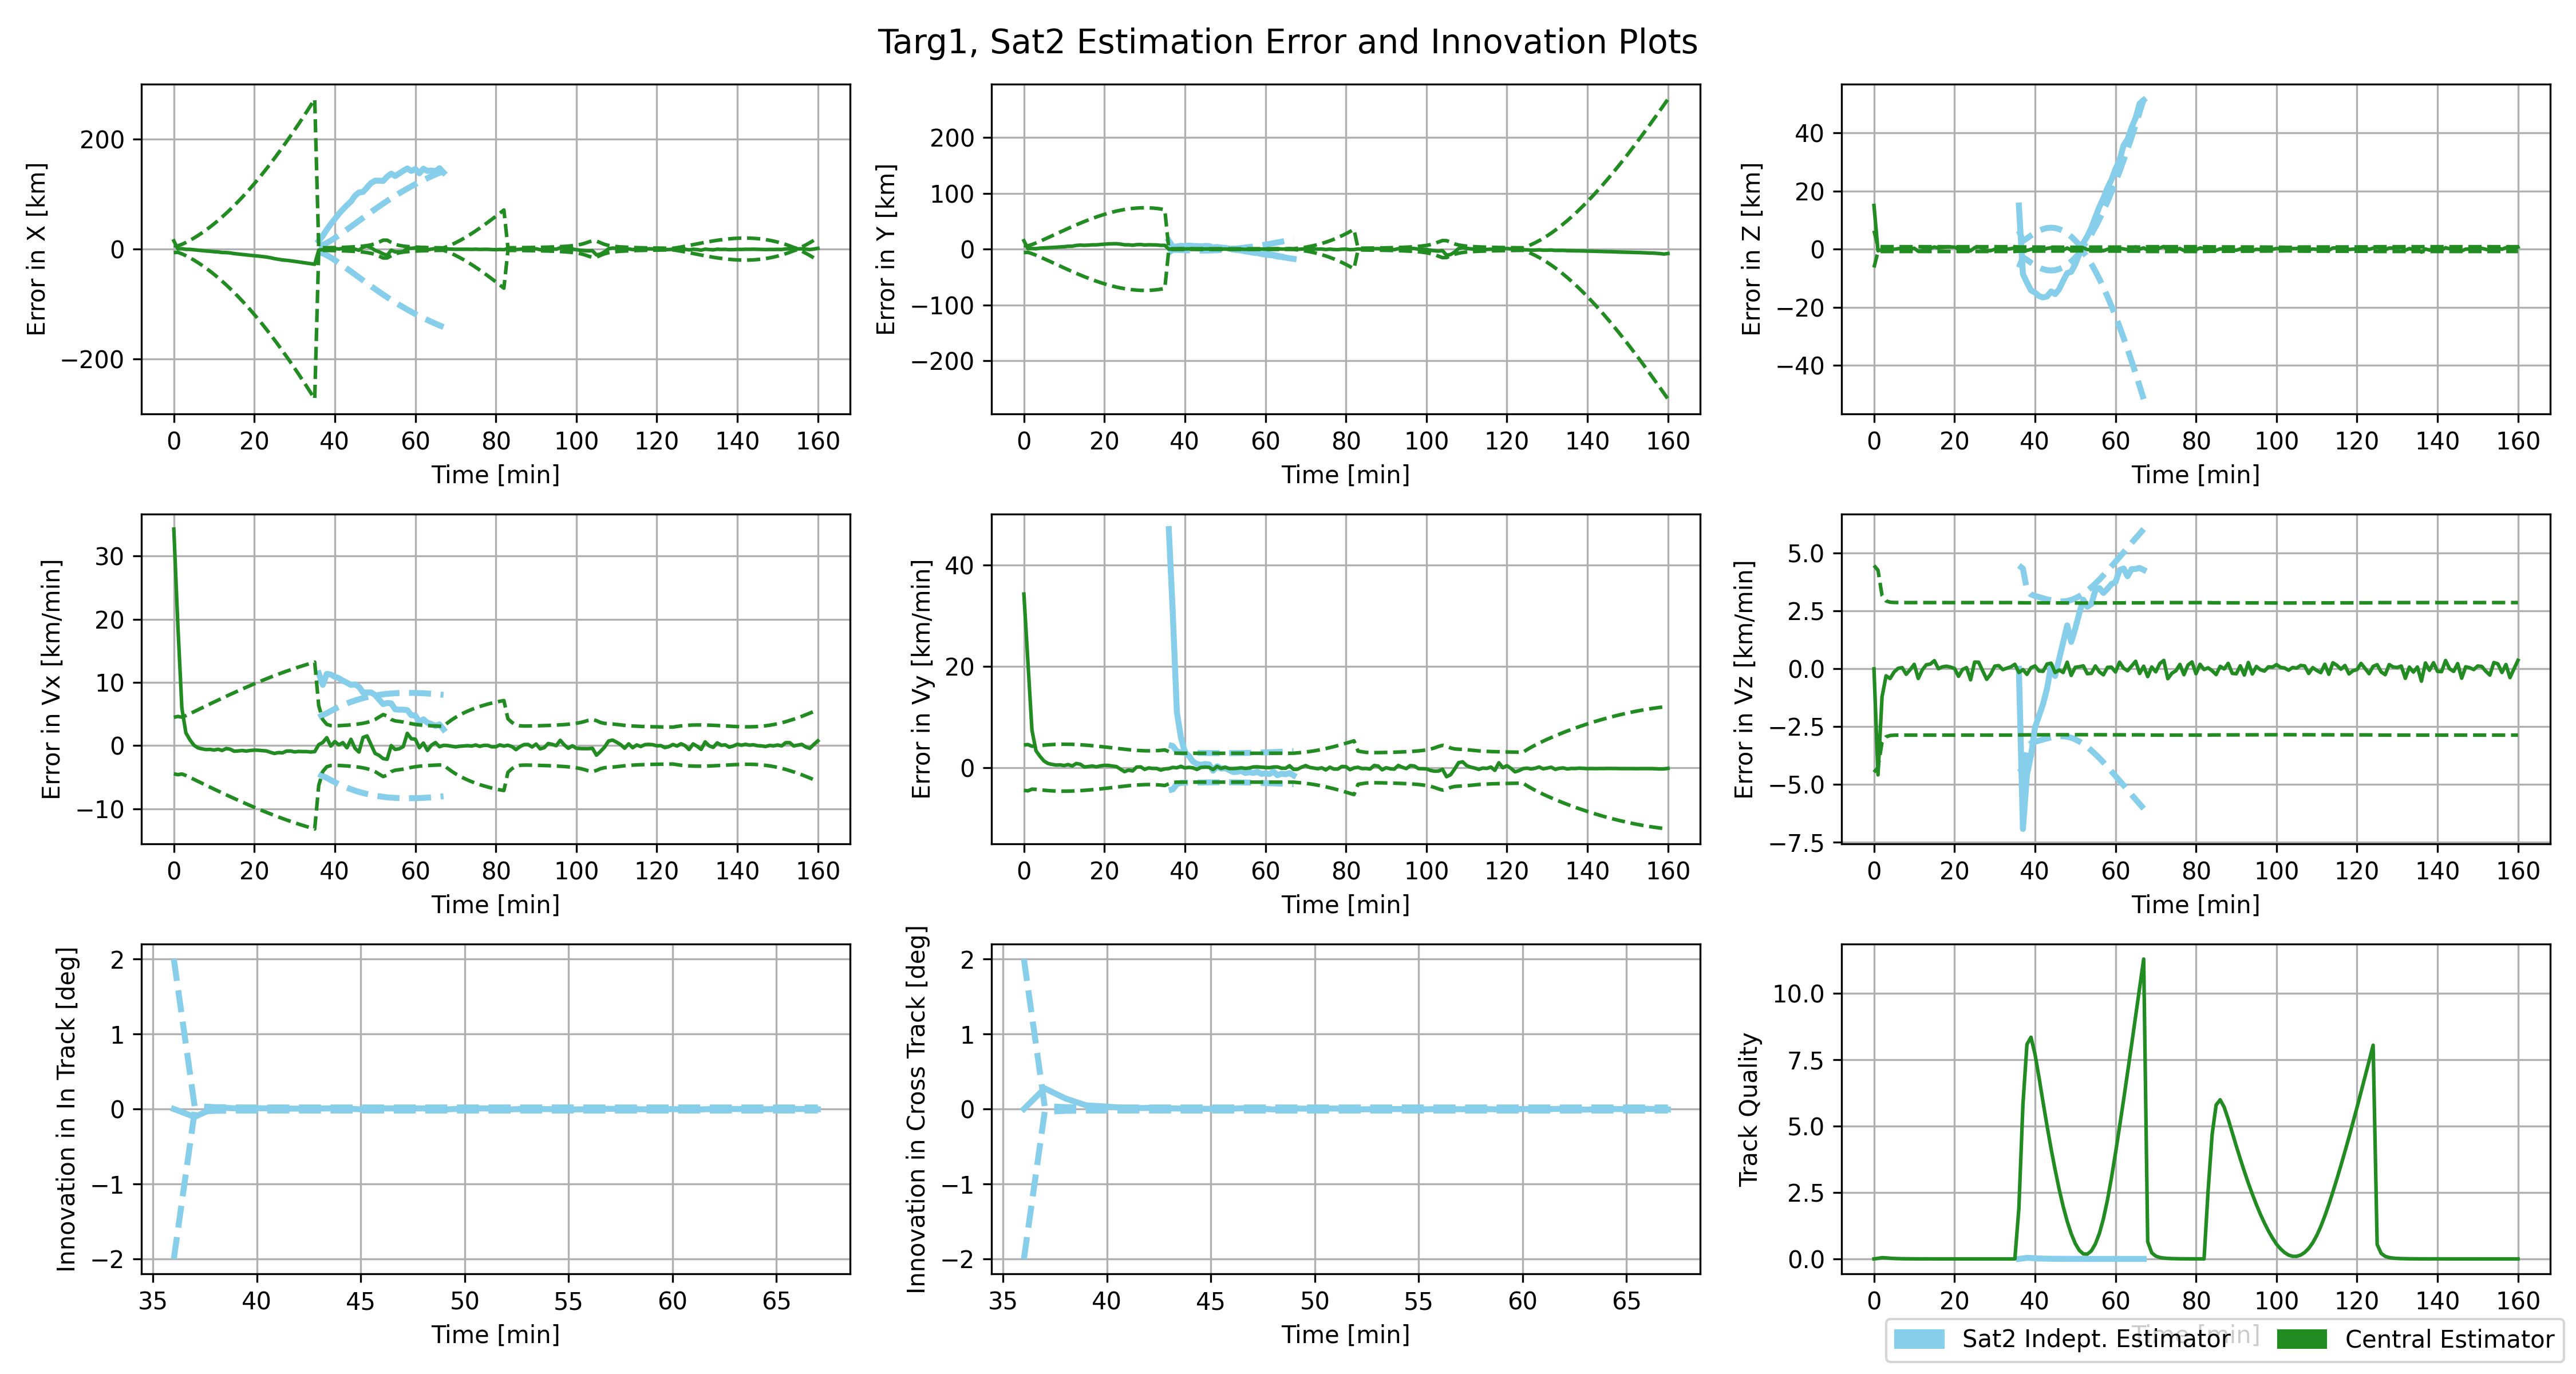 Targ1, Sat2 Estimation Error and Innovation Plots
Error in X [km]
200
0
−200
0 20 40 60 80 100 120 140 160
Time [min]
Error in Y [km]
200
100
0
−100
−200
0 20 40 60 80 100 120 140 160
Time [min]
Error in Z [km]
40
20
0
−20
−40
0 20 40 60 80 100 120 140 160
Time [min]
Error in Vx [km/min]
30
20
10
0
−10
0 20 40 60 80 100 120 140 160
Time [min]
Error in Vy [km/min]
40
20
0
0 20 40 60 80 100 120 140 160
Time [min]
Error in Vz [km/min]
5.0
2.5
0.0
−2.5
−5.0
−7.5
0 20 40 60 80 100 120 140 160
Time [min]
Innovation in In Track [deg]
2
1
0
−1
−2
35 40 45 50 55 60 65
Time [min]
Innovation in Cross Track [deg]
2
1
0
−1
−2
35 40 45 50 55 60 65
Time [min]
Track Quality
10.0
7.5
5.0
2.5
0.0
0 20 40 60 80 100 120 140 160
Time [min]
Sat2 Indept. Estimator
Central Estimator